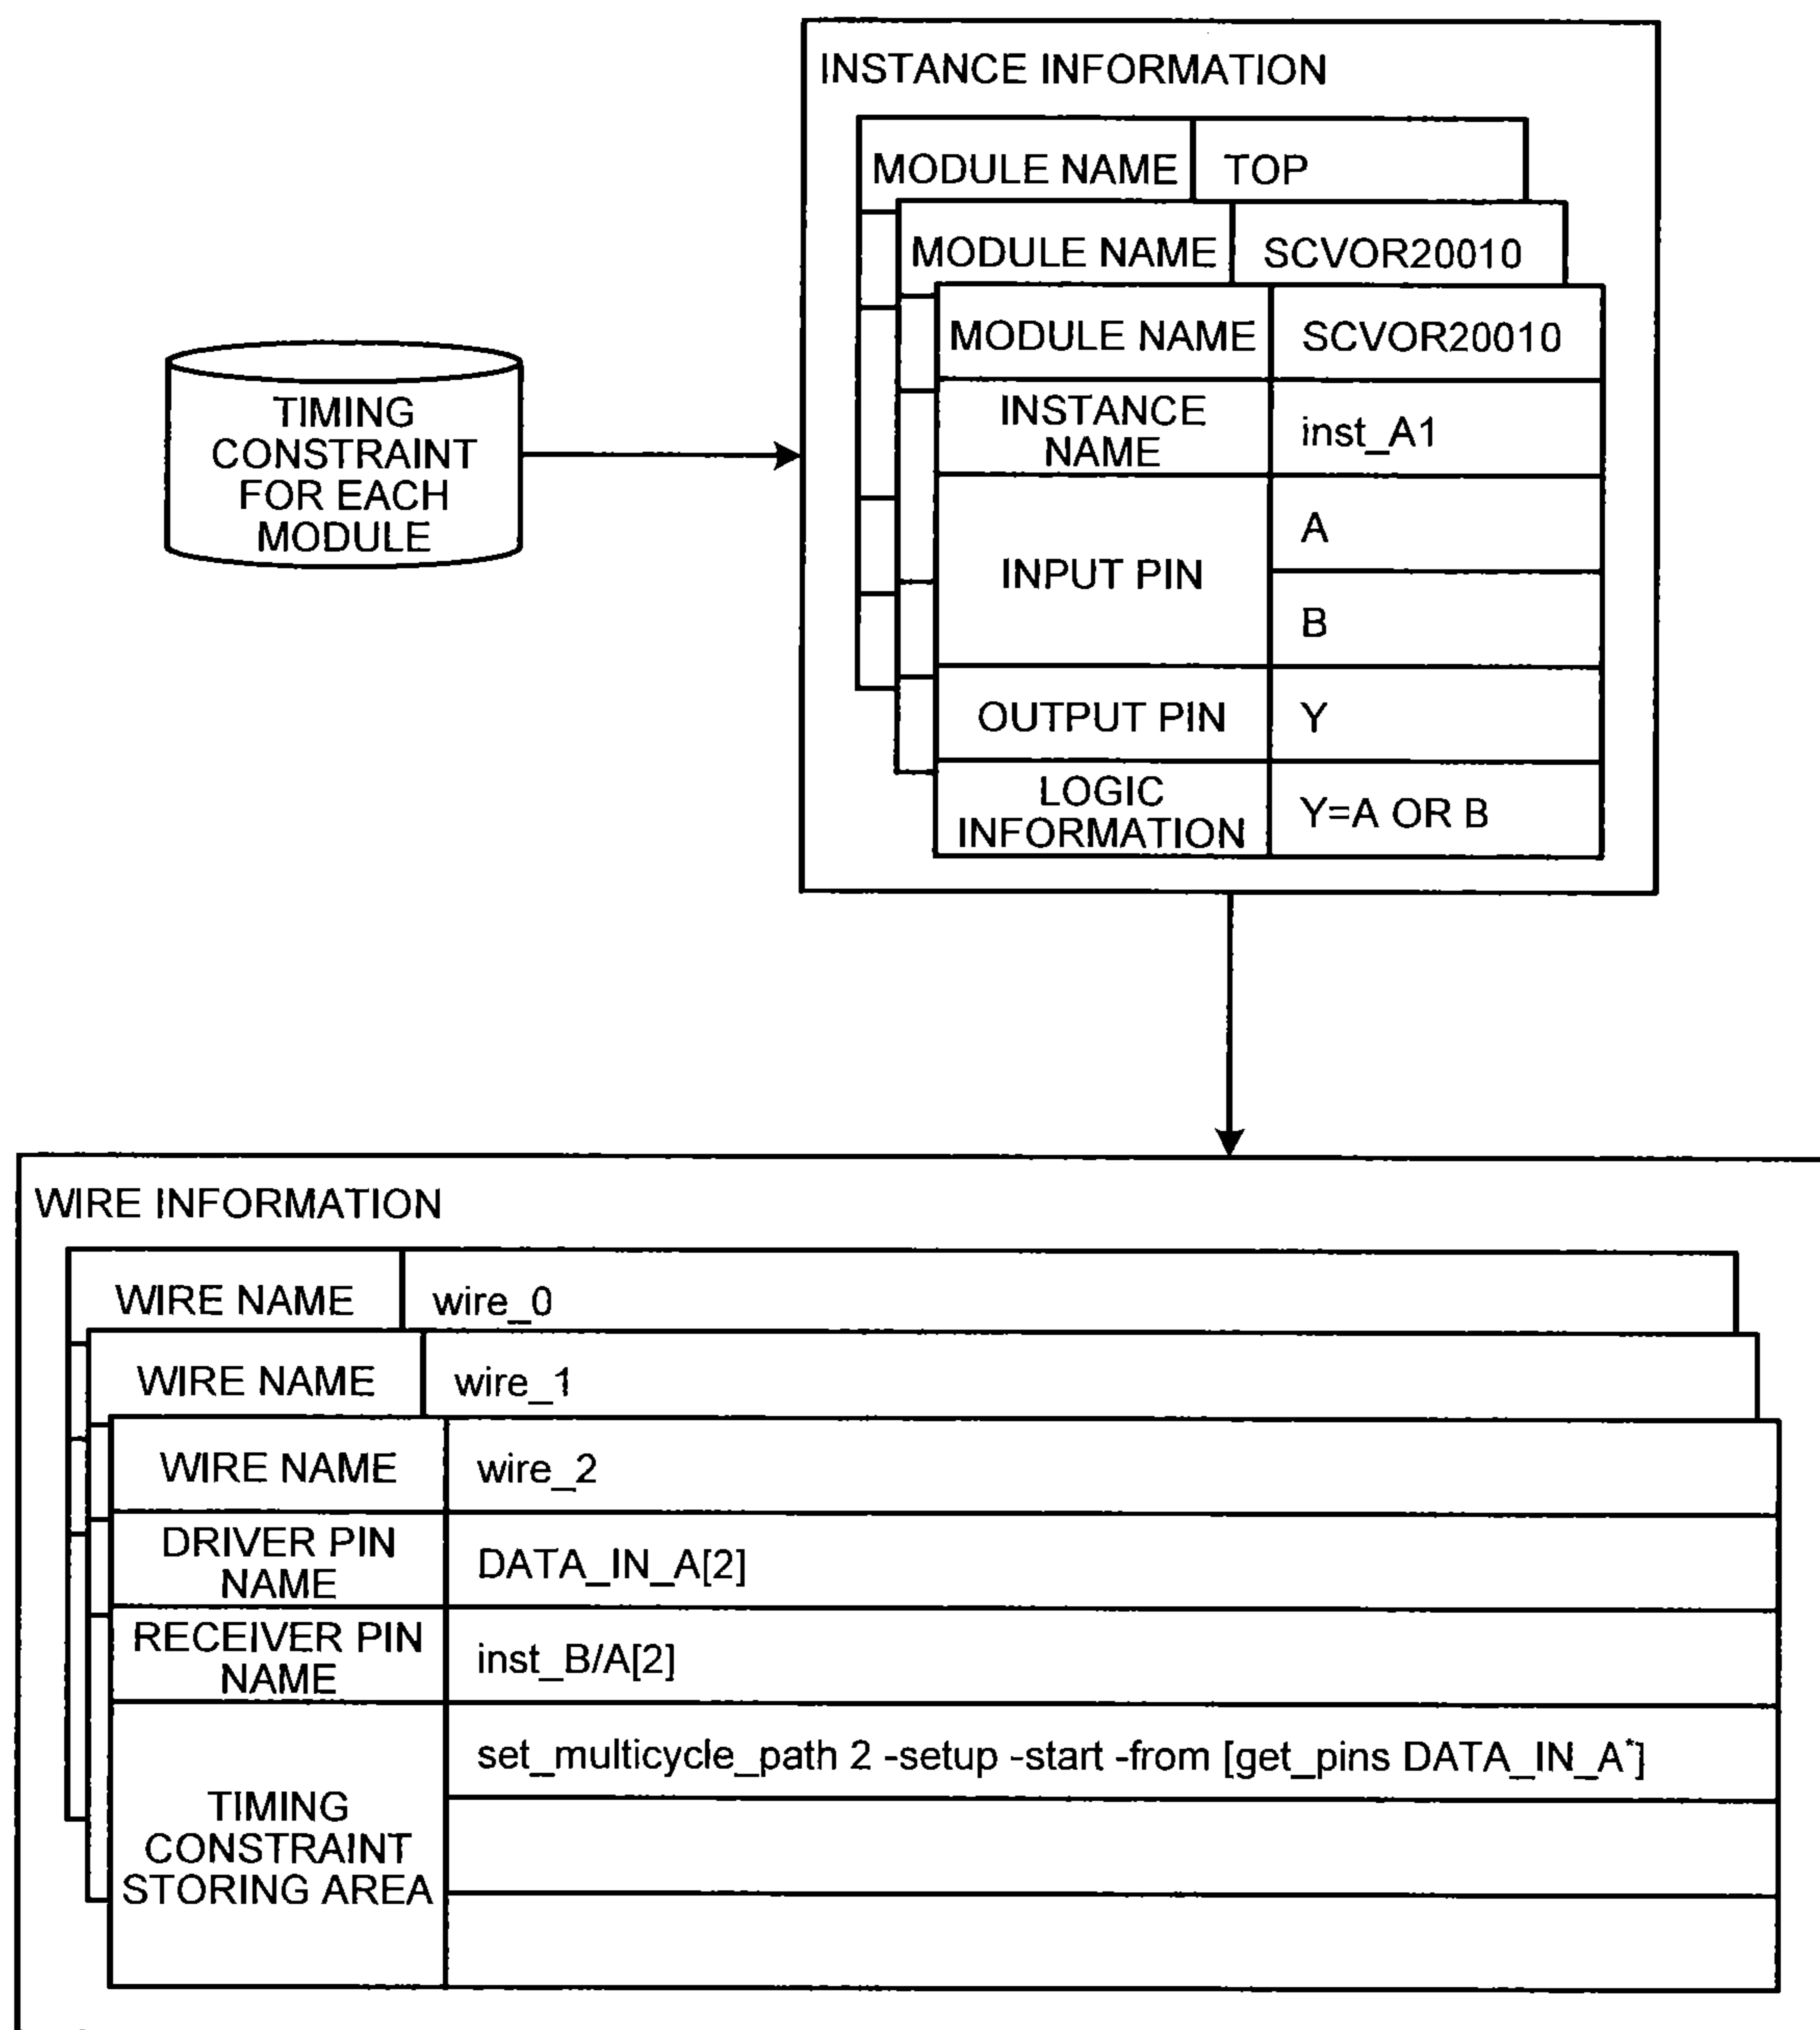 INSTANCE INFORMATION
MODULE NAME TOP
MODULE NAME SCVOR20010
MODULE NAME SCVOR20010
INSTANCE
NAME
inst_A1
INPUT PIN
A
B
OUTPUT PIN Y
LOGIC
INFORMATION
Y=A OR B
TIMING
CONSTRAINT
FOR EACH
MODULE
WIRE INFORMATION
WIRE NAME wire_0
WIRE NAME wire_1
WIRE NAME wire_2
DRIVER PIN
NAME
DATA_IN_A[2]
RECEIVER PIN
NAME
inst_B/A[2]
TIMING
CONSTRAINT
STORING AREA
set_multicycle_path 2 -setup -start -from [get_pins DATA_IN_A*]